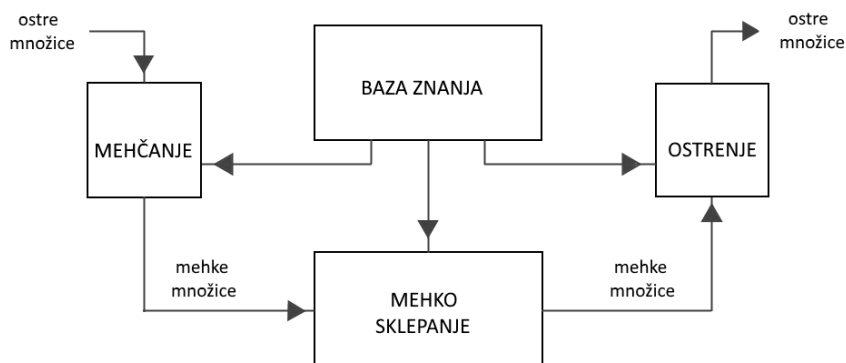 ostre
množice
ostre
množice
BAZA ZNANJA
MEHČANJE
OSTRENJE
mehke
množice
mehke
množice
MEHKO
SKLEPANJE